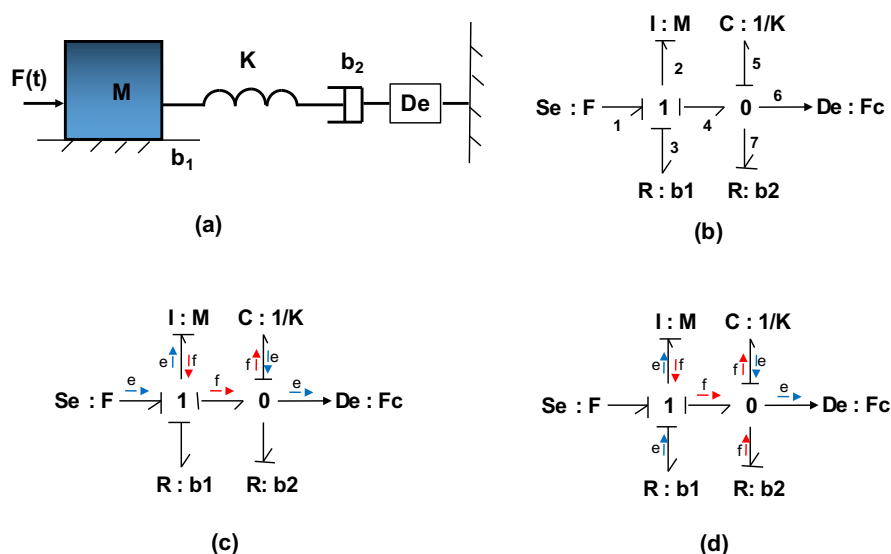 F(t)
M
K
b₂
De
b₁
(a)
I : M
C : 1/K
2
5
Se : F
1
1
4
0
6
De : Fc
3
7
R : b1
R: b2
(b)
I : M
C : 1/K
e
f
f
e
e
f
e
Se : F
1
0
De : Fc
R : b1
R: b2
(c)
I : M
C : 1/K
e
f
f
e
f
e
Se : F
1
0
De : Fc
e
f
R : b1
R: b2
(d)